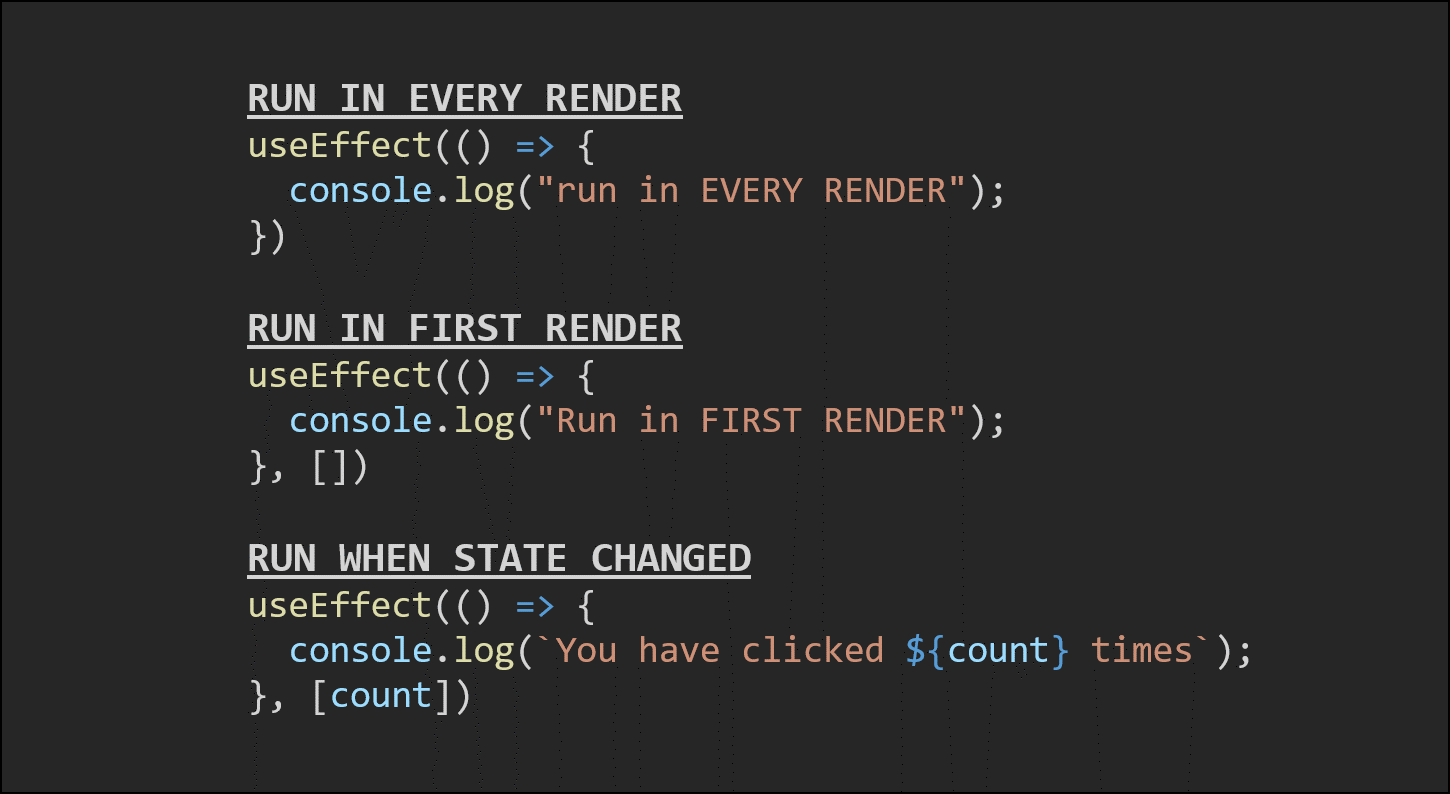 RUN IN EVERY RENDER
useEffect(() => {
  console.log("run in EVERY RENDER");
})
RUN IN FIRST RENDER
useEffect(() => {
  console.log("Run in FIRST RENDER");
}, [])
RUN WHEN STATE CHANGED
useEffect(() => {
  console.log(`You have clicked ${count} times`);
}, [count])